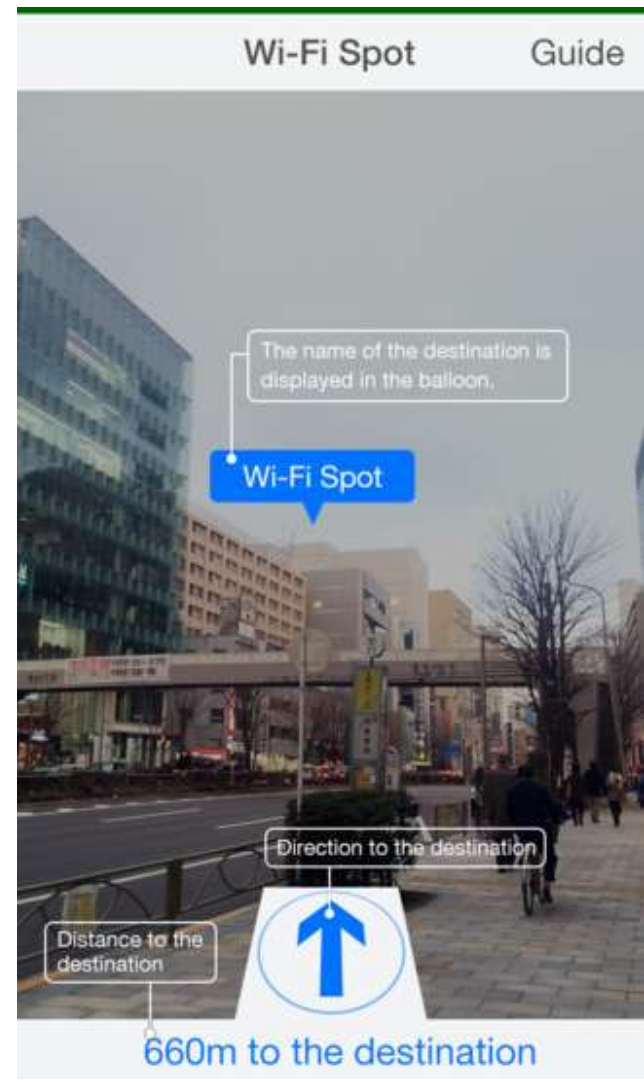 Wi-Fi Spot Guide
The name of the destination is
displayed in the balloon.
Wi-Fi Spot
Direction to the destination
Distance to the
destination
660m to the destination